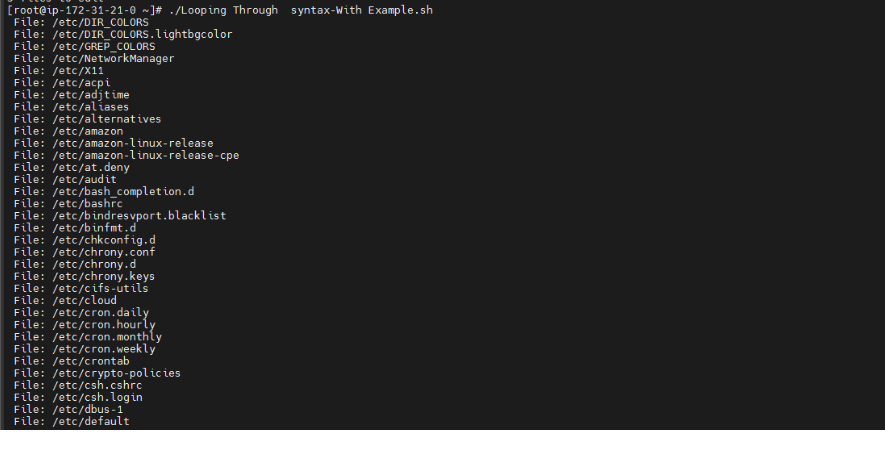 [root@ip-172-31-21-0 ~]# ./Looping Through  syntax-With Example.sh
File: /etc/DIR_COLORS
File: /etc/DIR_COLORS.lightbgcolor
File: /etc/GREP_COLORS
File: /etc/NetworkManager
File: /etc/X11
File: /etc/acpi
File: /etc/adjtime
File: /etc/aliases
File: /etc/alternatives
File: /etc/amazon
File: /etc/amazon-linux-release
File: /etc/amazon-linux-release-cpe
File: /etc/at.deny
File: /etc/audit
File: /etc/bash_completion.d
File: /etc/bashrc
File: /etc/bindresvport.blacklist
File: /etc/binfmt.d
File: /etc/chkconfig.d
File: /etc/chrony.conf
File: /etc/chrony.d
File: /etc/chrony.keys
File: /etc/cifs-utils
File: /etc/cloud
File: /etc/cron.daily
File: /etc/cron.hourly
File: /etc/cron.monthly
File: /etc/cron.weekly
File: /etc/crontab
File: /etc/crypto-policies
File: /etc/csh.cshrc
File: /etc/csh.login
File: /etc/dbus-1
File: /etc/default